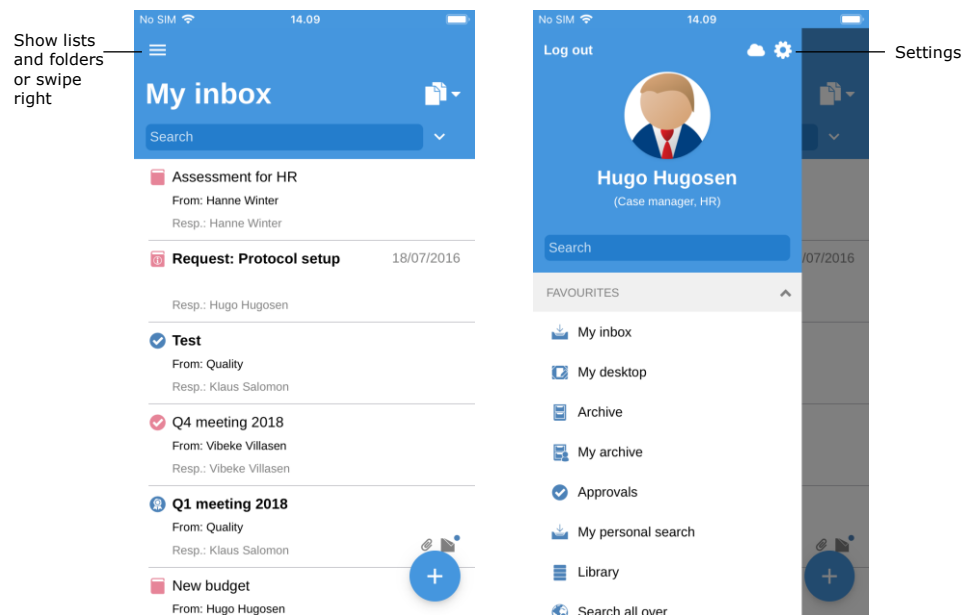 Show lists
and folders
or swipe
right
No SIM 14.09
My inbox
Search
Assessment for HR
From: Hanne Winter
Resp.: Hanne Winter
Request: Protocol setup 18/07/2016
Resp.: Hugo Hugosen
Test
From: Quality
Resp.: Klaus Salomon
Q4 meeting 2018
From: Vibeke Villasen
Resp.: Vibeke Villasen
Q1 meeting 2018
From: Quality
Resp.: Klaus Salomon
New budget
From: Hugo Hugosen
No SIM 14.09
Log out
Settings
Hugo Hugosen
(Case manager, HR)
Search
/07/2016
FAVOURITES
My inbox
My desktop
Archive
My archive
Approvals
My personal search
Library
Search all over